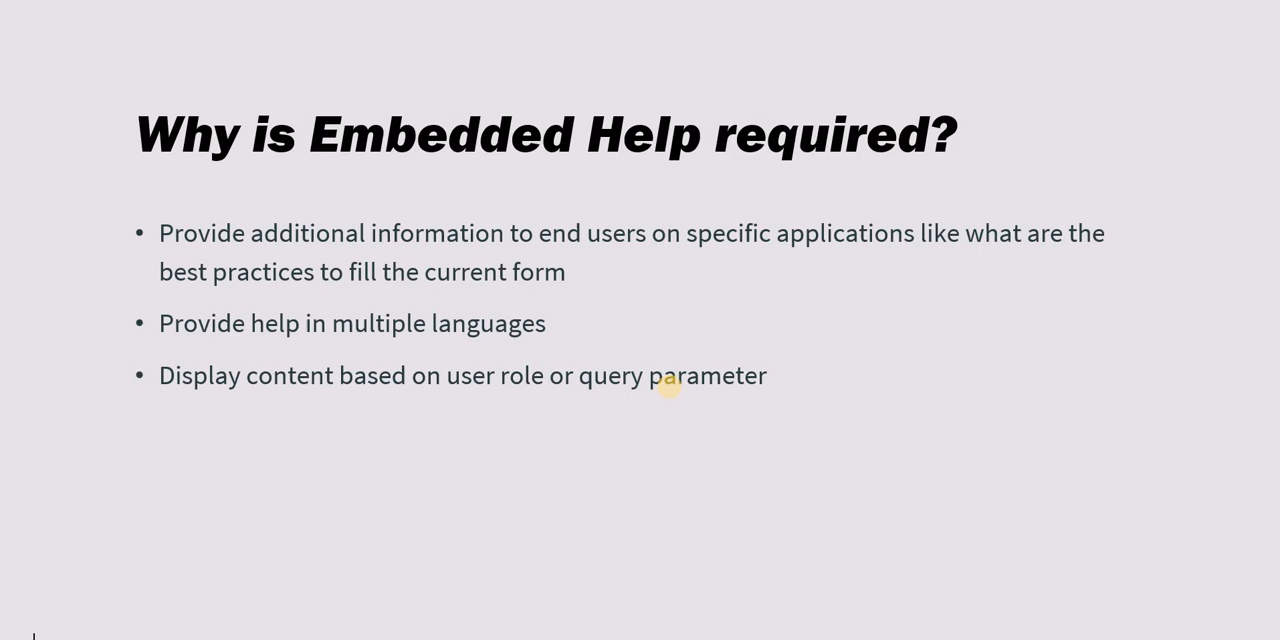 Why is Embedded Help required?
• Provide additional information to end users on specific applications like what are the
best practices to fill the current form
• Provide help in multiple languages
• Display content based on user role or query parameter